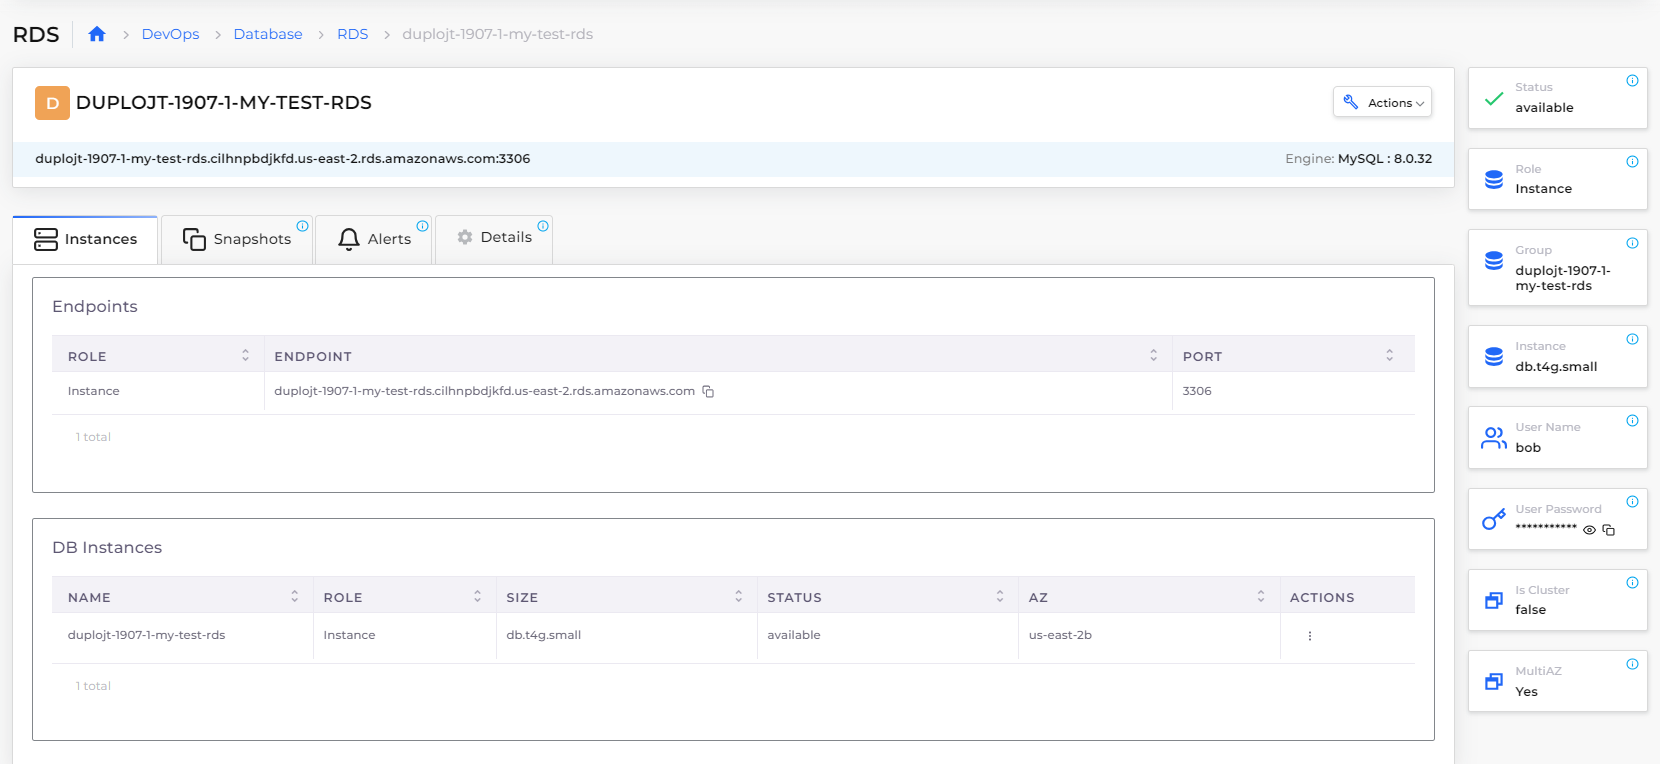 RDS
DevOps
Database
RDS
duplojt-1907-1-my-test-rds
D
DUPLOJT-1907-1-MY-TEST-RDS
Actions
duplojt-1907-1-my-test-rds.cilhnpbdjkfd.us-east-2.rds.amazonaws.com:3306
Engine: MySQL : 8.0.32
Instances
Snapshots
Alerts
Details
Endpoints
ROLE
ENDPOINT
PORT
Instance
duplojt-1907-1-my-test-rds.cilhnpbdjkfd.us-east-2.rds.amazonaws.com
3306
1 total
DB Instances
NAME
ROLE
SIZE
STATUS
AZ
ACTIONS
duplojt-1907-1-my-test-rds
Instance
db.t4g.small
available
us-east-2b
1 total
Status
available
Role
Instance
Group
duplojt-1907-1-
my-test-rds
Instance
db.t4g.small
User Name
bob
User Password
***********
Is Cluster
false
MultiAZ
Yes